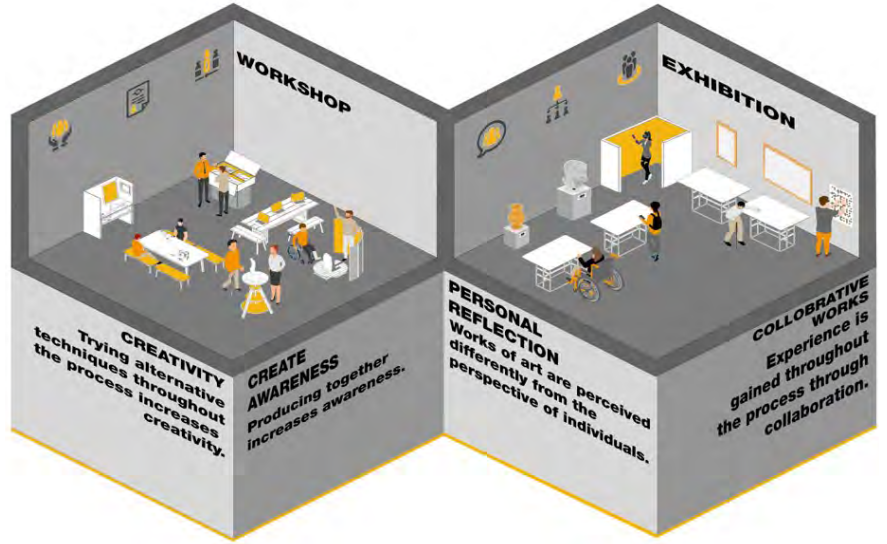 WORKSHOP
EXHIBITION
CREATIVITY
Trying alternative
techniques throughout
the process increases
creativity.
CREATE
AWARENESS
Producing together
increases awareness.
PERSONAL
REFLECTION
Works of art are perceived
differently from the
perspective of individuals.
COLLOBRATIVE
WORKS
Experience is
gained throughout
the process through
collaboration.